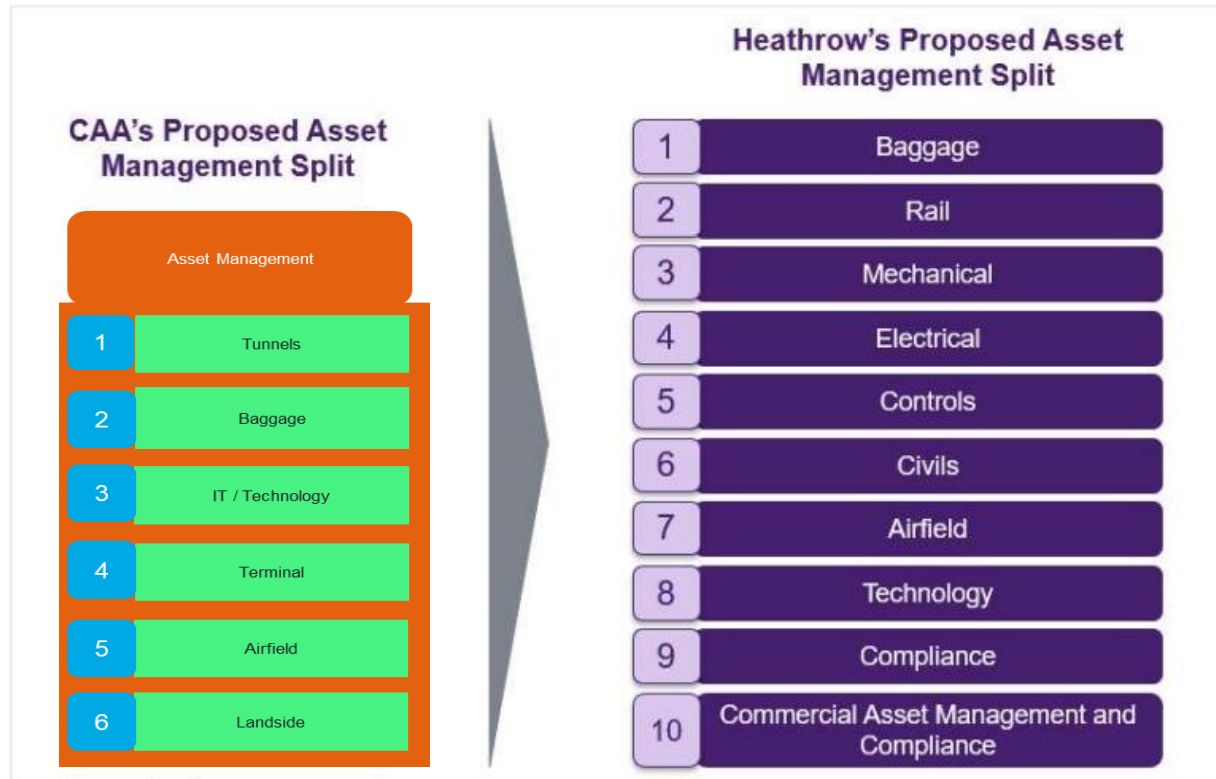 CAA's Proposed Asset
Management Split
Asset Management
1 Tunnels
2 Baggage
3 IT / Technology
4 Terminal
5 Airfield
6 Landside
Heathrow's Proposed Asset
Management Split
1 Baggage
2 Rail
3 Mechanical
4 Electrical
5 Controls
6 Civils
7 Airfield
8 Technology
9 Compliance
10 Commercial Asset Management and
Compliance